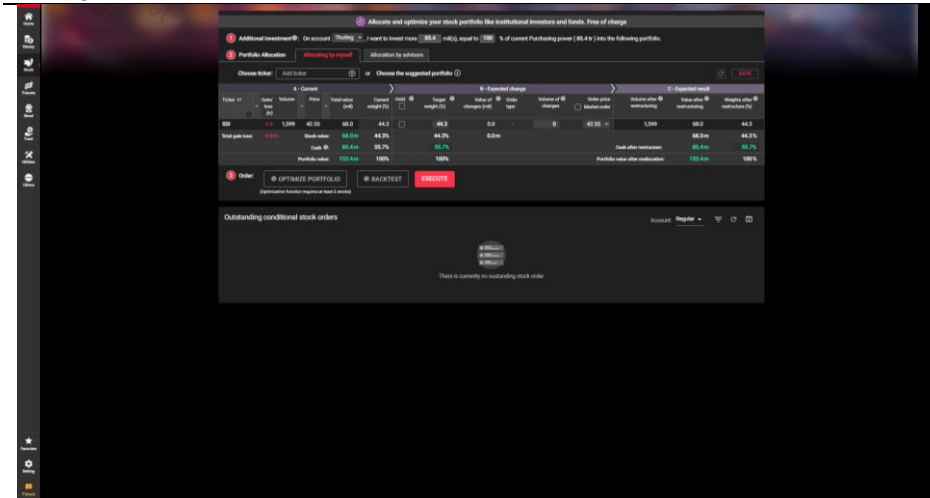 Allocate and optimize your stock portfolio like institutional investors and funds. Free of charge
1 Additional investment: On account Thường , I want to invest more 85.4 mil(s), equal to 100 % of current Purchasing power ( 85.4 tr ) into the following portfolio.
2 Portfolio Allocation Allocating by myself Allocation by advisors
Choose ticker: Add ticker or Choose the suggested portfolio SAVE
A - Current B - Expected change C - Expected result
Ticker Gain/ loss (%) Volume Price Total value (mil) Current weight (%) Hold Target weight (%) Value of changes (mil) Order type Volume of changes Order price Market order Volume after restructuring Value after restructuring Weights after restructure (%)
SSI 1,599 42.55 68.0 44.3 44.3 0.0 - 0 42.55 1,599 68.0 44.3
Total gain loss: Stock value: 68.0m 44.3% 44.3% 0.0m 68.0m 44.3%
Cash : 85.4m 55.7% 55.7% Cash after restructure: 85.4m 55.7%
Portfolio value: 153.4m 100% 100% Portfolio value after reallocation: 153.4m 100%
3 Order: OPTIMIZE PORTFOLIO BACKTEST EXECUTE
(Optimization function requires at least 2 stocks)
Outstanding conditional stock orders Account: Regular
There is currently no oustanding stock order
Home
Stock
Bond
Fund
Utilities
Others
Favorites
Setting